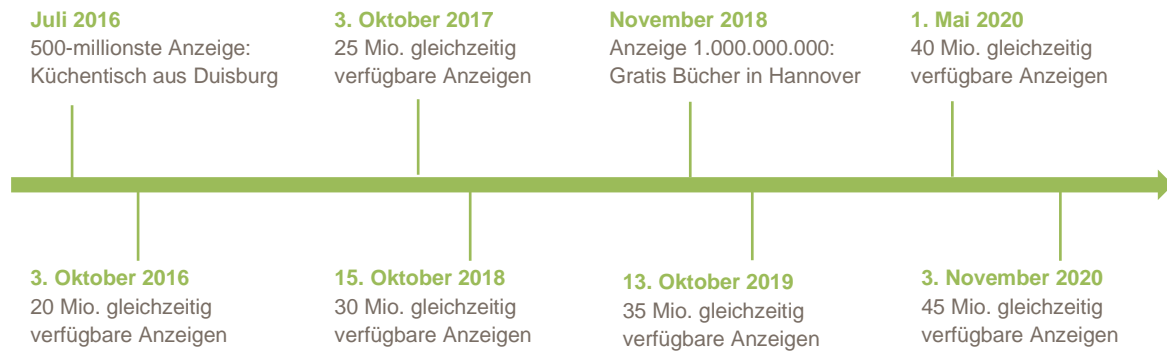 Juli 2016
500-millionste Anzeige:
Küchentisch aus Duisburg
3. Oktober 2017
25 Mio. gleichzeitig
verfügbare Anzeigen
November 2018
Anzeige 1.000.000.000:
Gratis Bücher in Hannover
1. Mai 2020
40 Mio. gleichzeitig
verfügbare Anzeigen
3. Oktober 2016
20 Mio. gleichzeitig
verfügbare Anzeigen
15. Oktober 2018
30 Mio. gleichzeitig
verfügbare Anzeigen
13. Oktober 2019
35 Mio. gleichzeitig
verfügbare Anzeigen
3. November 2020
45 Mio. gleichzeitig
verfügbare Anzeigen